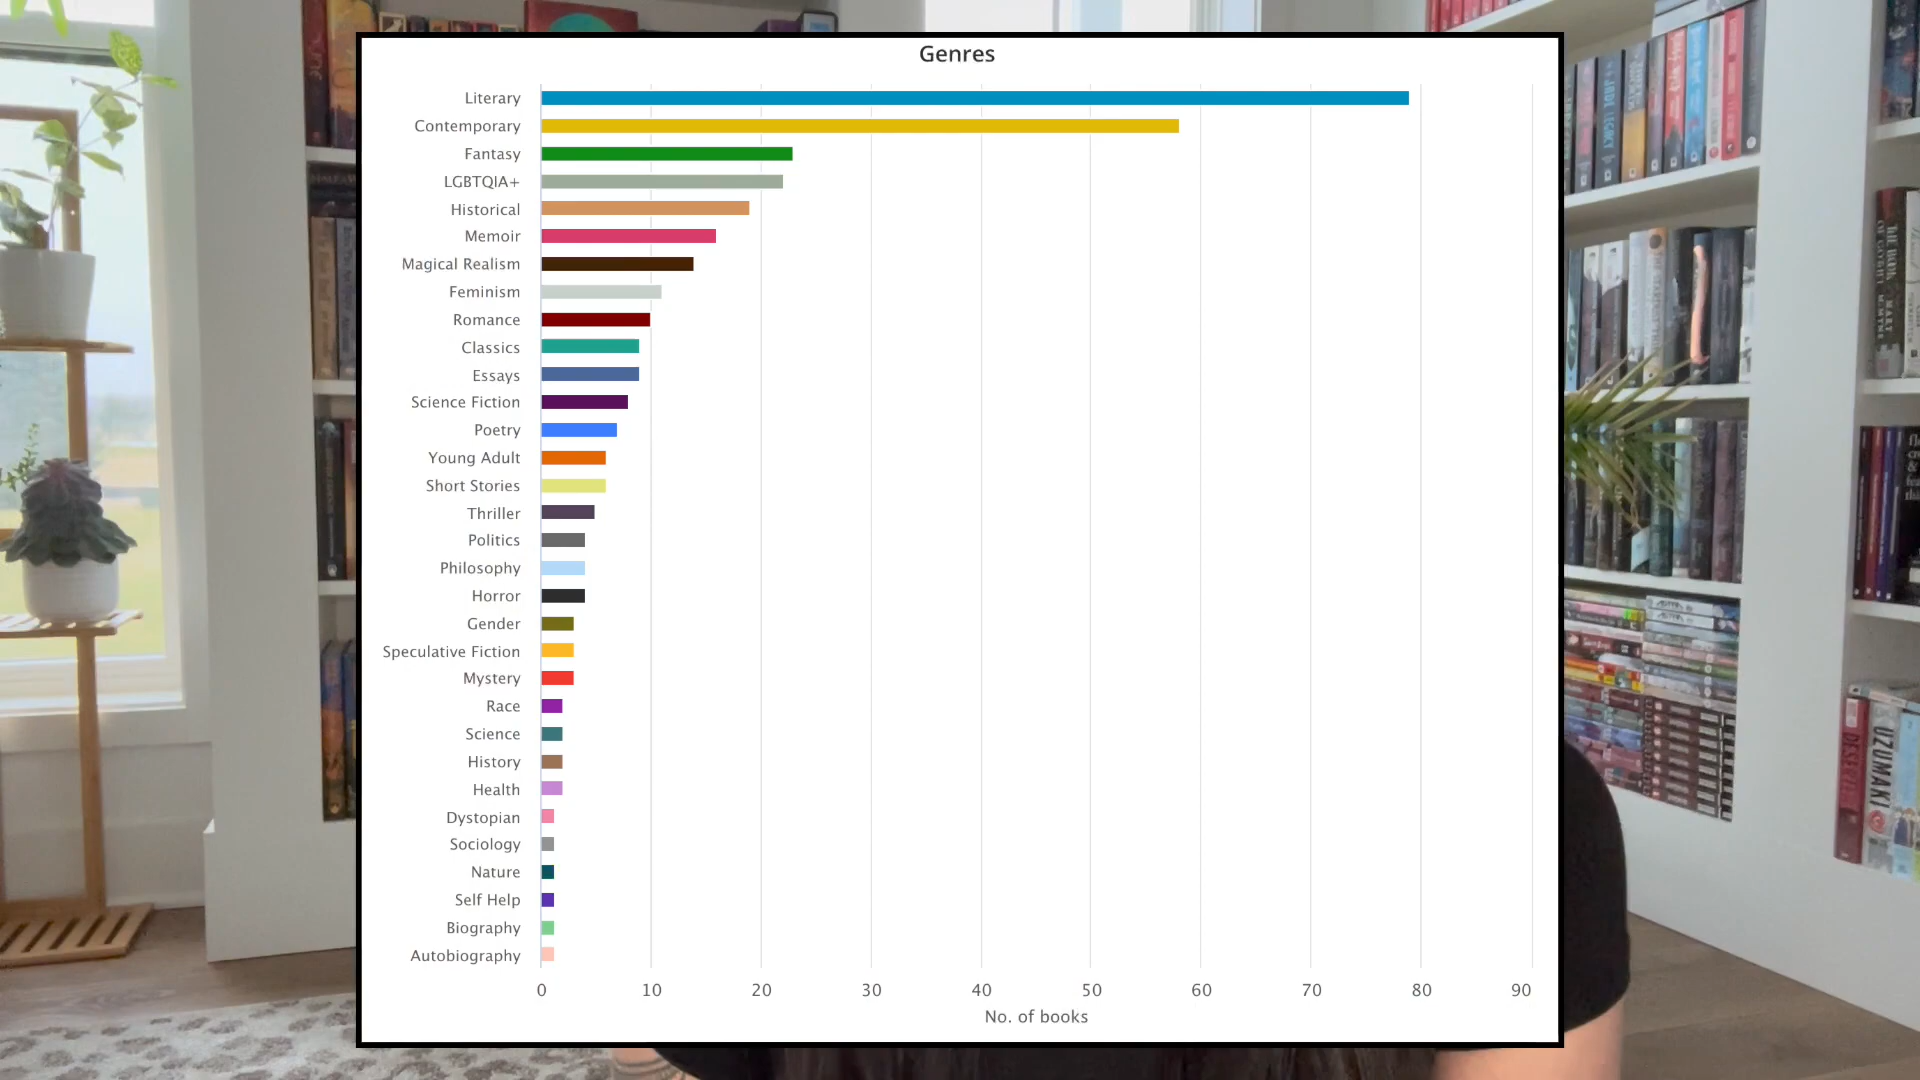 Genres
Literary
Contemporary
Fantasy
LGBTQIA+
Historical
Memoir
Magical Realism
Feminism
Romance
Classics
Essays
Science Fiction
Poetry
Young Adult
Short Stories
Thriller
Politics
Philosophy
Horror
Gender
Speculative Fiction
Mystery
Race
Science
History
Health
Dystopian
Sociology
Nature
Self Help
Biography
Autobiography
0 10 20 30 40 50 60 70 80 90
No. of books
JADE LEGACY
UZUMAKI